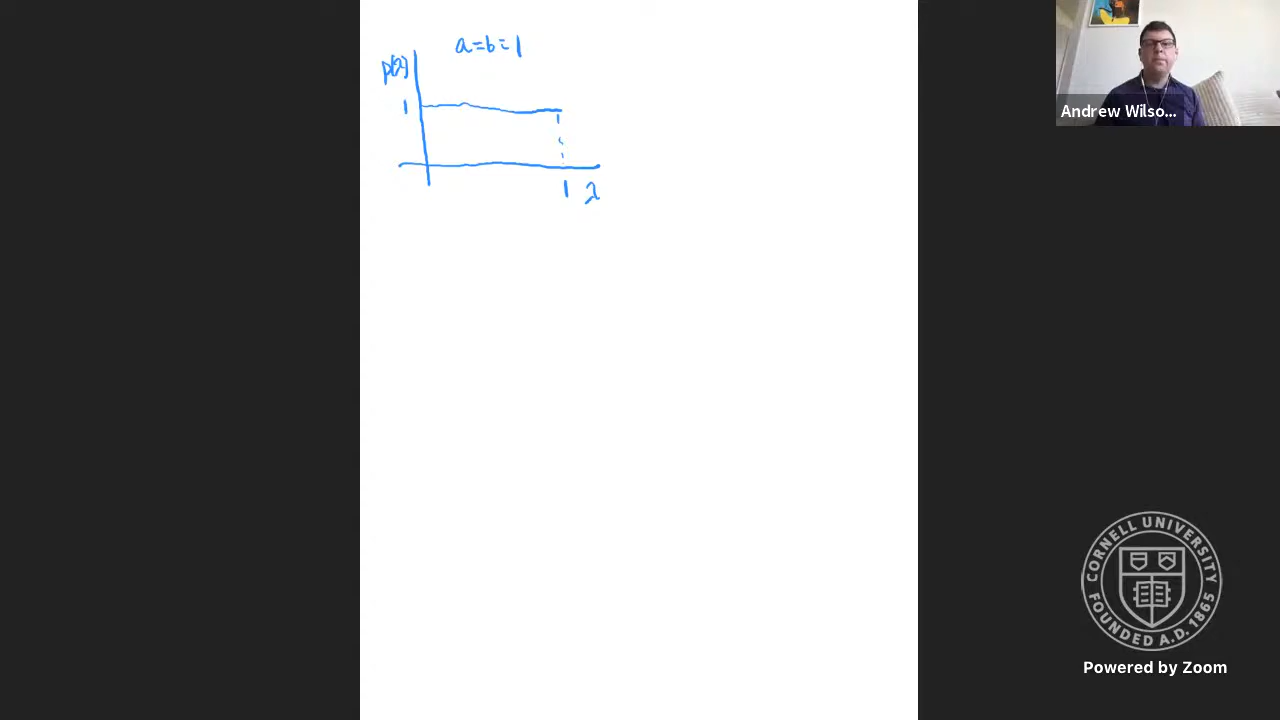 a=b=1
p(λ)
1
1 λ
Andrew Wilso...
CORNELL UNIVERSITY
FOUNDED A.D. 1865
Powered by Zoom